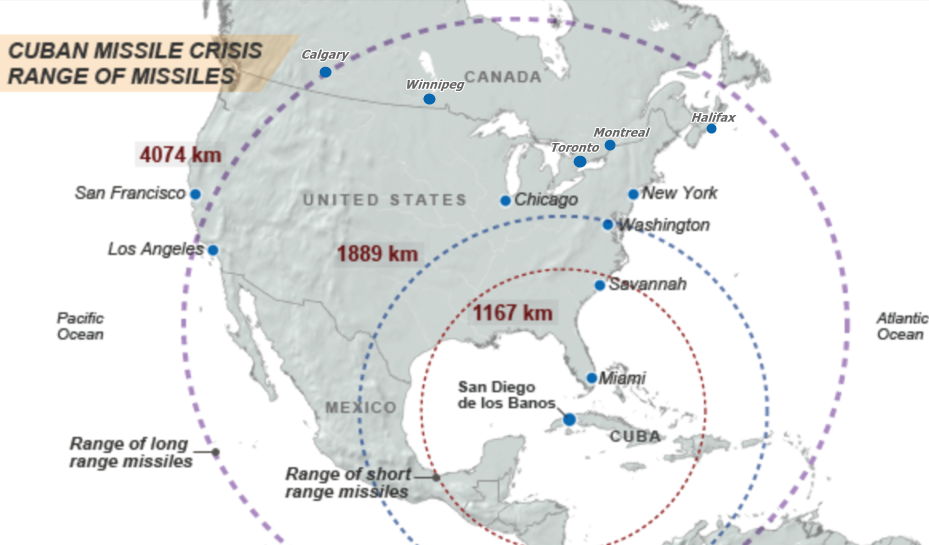 CUBAN MISSILE CRISIS
RANGE OF MISSILES
Calgary
Winnipeg
CANADA
Halifax
Montreal
Toronto
4074 km
San Francisco
UNITED STATES
Chicago
New York
Washington
Los Angeles
1889 km
Savannah
1167 km
Pacific
Ocean
Atlantic
Ocean
Miami
San Diego
de los Banos
MEXICO
CUBA
Range of long
range missiles
Range of short
range missiles